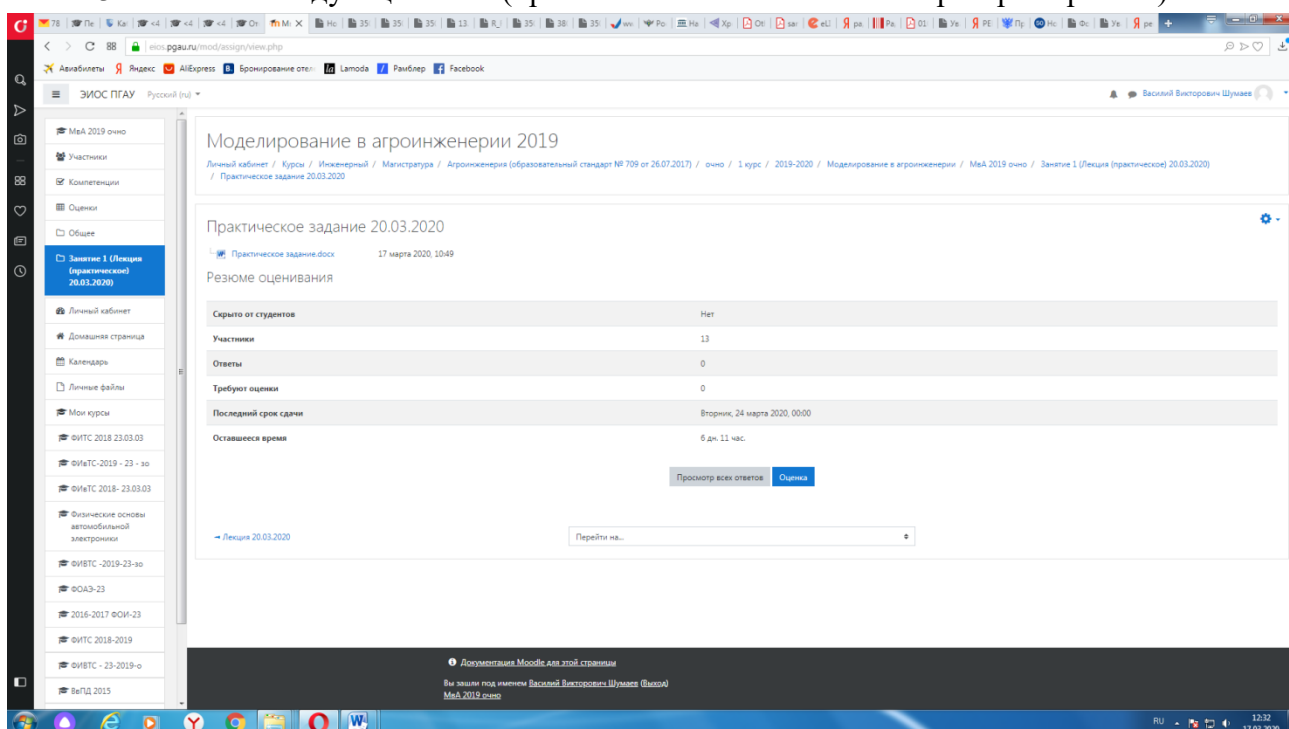 eios.pgau.ru/mod/assign/view.php
Авиабилеты Яндекс AliExpress Бронирование отел Lamoda Рамблер Facebook
ЭИОС ПГАУ Русский (ru)
Василий Викторович Шумаев
МвА 2019 очно
Участники
Компетенции
Оценки
Общее
Занятие 1 (Лекция
(практическое)
20.03.2020)
Личный кабинет
Домашняя страница
Календарь
Личные файлы
Мои курсы
ФИТС 2018 23.03.03
ФИвТС-2019 - 23 - зо
ФИвТС 2018- 23.03.03
Физические основы
автомобильной
электроники
ФИВТС -2019-23-зо
ФОАЭ-23
2016-2017 ФОИ-23
ФИТС 2018-2019
ФИВТС - 23-2019-о
ВеПД 2015
Моделирование в агроинженерии 2019
Личный кабинет / Курсы / Инженерный / Магистратура / Агроинженерия (образовательный стандарт № 709 от 26.07.2017) / очно / 1 курс / 2019-2020 / Моделирование в агроинженерии / МвА 2019 очно / Занятие 1 (Лекция (практическое) 20.03.2020)
/ Практическое задание 20.03.2020
Практическое задание 20.03.2020
Практическое задание.docx 17 марта 2020, 10:49
Резюме оценивания
Скрыто от студентов Нет
Участники 13
Ответы 0
Требуют оценки 0
Последний срок сдачи Вторник, 24 марта 2020, 00:00
Оставшееся время 6 дн. 11 час.
Просмотр всех ответов Оценка
→ Лекция 20.03.2020 Перейти на...
Документация Moodle для этой страницы
Вы зашли под именем Василий Викторович Шумаев (Выход)
МвА 2019 очно
RU 12:32
17.03.2020